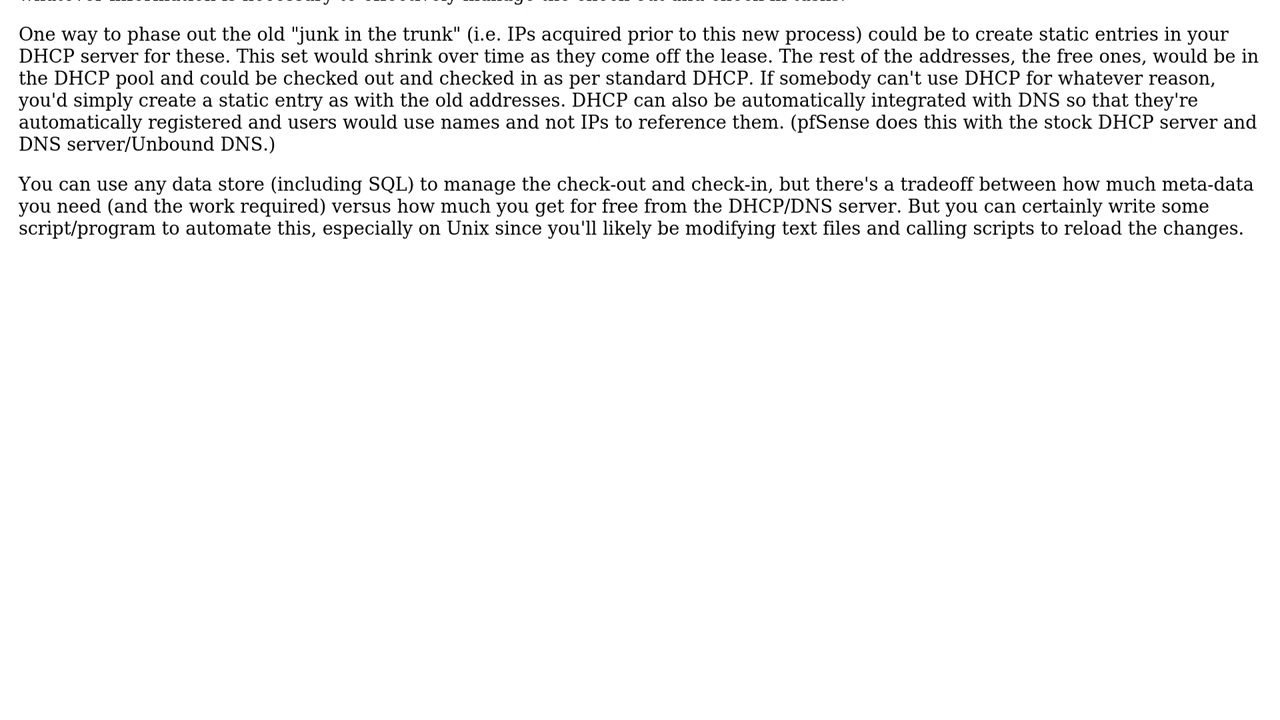 One way to phase out the old "junk in the trunk" (i.e. IPs acquired prior to this new process) could be to create static entries in your
DHCP server for these. This set would shrink over time as they come off the lease. The rest of the addresses, the free ones, would be in
the DHCP pool and could be checked out and checked in as per standard DHCP. If somebody can't use DHCP for whatever reason,
you'd simply create a static entry as with the old addresses. DHCP can also be automatically integrated with DNS so that they're
automatically registered and users would use names and not IPs to reference them. (pfSense does this with the stock DHCP server and
DNS server/Unbound DNS.)
You can use any data store (including SQL) to manage the check-out and check-in, but there's a tradeoff between how much meta-data
you need (and the work required) versus how much you get for free from the DHCP/DNS server. But you can certainly write some
script/program to automate this, especially on Unix since you'll likely be modifying text files and calling scripts to reload the changes.